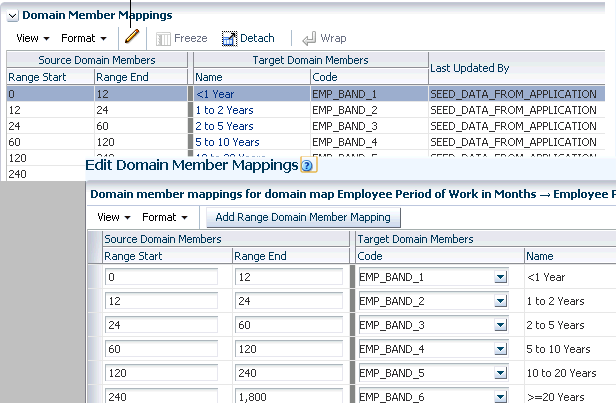 Domain Member Mappings
View Format Freeze Detach Wrap
Source Domain Members Target Domain Members Last Updated By
Range Start Range End Name Code
0 12 <1 Year EMP_BAND_1 SEED_DATA_FROM_APPLICATION
12 24 1 to 2 Years EMP_BAND_2 SEED_DATA_FROM_APPLICATION
24 60 2 to 5 Years EMP_BAND_3 SEED_DATA_FROM_APPLICATION
60 120 5 to 10 Years EMP_BAND_4 SEED_DATA_FROM_APPLICATION
120
240
Edit Domain Member Mappings ?
Domain member mappings for domain map Employee Period of Work in Months → Employee P
View Format Add Range Domain Member Mapping
Source Domain Members Target Domain Members
Range Start Range End Code Name
0 12 EMP_BAND_1 <1 Year
12 24 EMP_BAND_2 1 to 2 Years
24 60 EMP_BAND_3 2 to 5 Years
60 120 EMP_BAND_4 5 to 10 Years
120 240 EMP_BAND_5 10 to 20 Years
240 1,800 EMP_BAND_6 >=20 Years